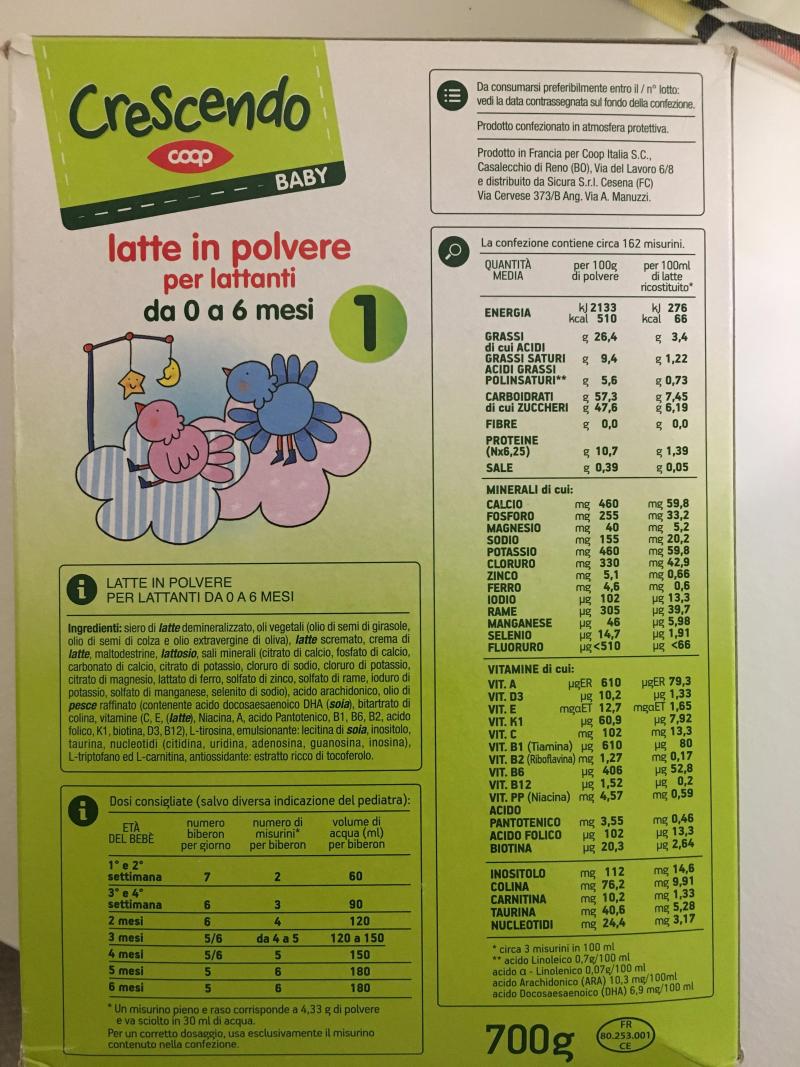 Crescendo
coop
BABY
latte in polvere
per lattanti
da 0 a 6 mesi
1
LATTE IN POLVERE
PER LATTANTI DA 0 A 6 MESI
Ingredienti: siero di latte demineralizzato, oli vegetali (olio di semi di girasole,
olio di semi di colza e olio extravergine di oliva), latte scremato, crema di
latte, maltodestrine, lattosio, sali minerali (citrato di calcio, fosfato di calcio,
carbonato di calcio, citrato di potassio, cloruro di sodio, cloruro di potassio,
citrato di magnesio, lattato di ferro, solfato di zinco, solfato di rame, ioduro di
potassio, solfato di manganese, selenito di sodio), acido arachidonico, olio di
pesce raffinato (contenente acido docosaesaenoico DHA (soia), bitartrato di
colina, vitamine (C, E, (latte), Niacina, A, acido Pantotenico, B1, B6, B2, acido
folico, K1, biotina, D3, B12), L-tirosina, emulsionante: lecitina di soia, inositolo,
taurina, nucleotidi (citidina, uridina, adenosina, guanosina, inosina),
L-triptofano ed L-carnitina, antiossidante: estratto ricco di tocoferolo.
Dosi consigliate (salvo diversa indicazione del pediatra):
ETÀ DEL BEBÈ numero biberon per giorno numero di misurini* per biberon volume di acqua (ml) per biberon
1° e 2° settimana 7 2 60
3° e 4° settimana 6 3 90
2 mesi 6 4 120
3 mesi 5/6 da 4 a 5 120 a 150
4 mesi 5/6 5 150
5 mesi 5 6 180
6 mesi 5 6 180
* Un misurino pieno e raso corrisponde a 4,33 g di polvere
e va sciolto in 30 ml di acqua.
Per un corretto dosaggio, usa esclusivamente il misurino
contenuto nella confezione.
Da consumarsi preferibilmente entro il / n° lotto:
vedi la data contrassegnata sul fondo della confezione.
Prodotto confezionato in atmosfera protettiva.
Prodotto in Francia per Coop Italia S.C.,
Casalecchio di Reno (BO), Via del Lavoro 6/8
e distribuito da Sicura S.r.l. Cesena (FC)
Via Cervese 373/B Ang. Via A. Manuzzi.
La confezione contiene circa 162 misurini.
QUANTITÀ MEDIA per 100g di polvere per 100ml di latte ricostituito*
ENERGIA kJ 2133 kJ 276
kcal 510 kcal 66
GRASSI g 26,4 g 3,4
di cui ACIDI
GRASSI SATURI g 9,4 g 1,22
ACIDI GRASSI
POLINSATURI** g 5,6 g 0,73
CARBOIDRATI g 57,3 g 7,45
di cui ZUCCHERI g 47,6 g 6,19
FIBRE g 0,0 g 0,0
PROTEINE
(Nx6,25) g 10,7 g 1,39
SALE g 0,39 g 0,05
MINERALI di cui:
CALCIO mg 460 mg 59,8
FOSFORO mg 255 mg 33,2
MAGNESIO mg 40 mg 5,2
SODIO mg 155 mg 20,2
POTASSIO mg 460 mg 59,8
CLORURO mg 330 mg 42,9
ZINCO mg 5,1 mg 0,66
FERRO mg 4,6 mg 0,6
IODIO µg 102 µg 13,3
RAME µg 305 µg 39,7
MANGANESE µg 46 µg 5,98
SELENIO µg 14,7 µg 1,91
FLUORURO µg <510 µg <66
VITAMINE di cui:
VIT. A µgER 610 µgER 79,3
VIT. D3 µg 10,2 µg 1,33
VIT. E mgαET 12,7 mgαET 1,65
VIT. K1 µg 60,9 µg 7,92
VIT. C mg 102 mg 13,3
VIT. B1 (Tiamina) µg 610 µg 80
VIT. B2 (Riboflavina) mg 1,27 mg 0,17
VIT. B6 µg 406 µg 52,8
VIT. B12 µg 1,52 µg 0,2
VIT. PP (Niacina) mg 4,57 mg 0,59
ACIDO
PANTOTENICO mg 3,55 mg 0,46
ACIDO FOLICO µg 102 µg 13,3
BIOTINA µg 20,3 µg 2,64
INOSITOLO mg 112 mg 14,6
COLINA mg 76,2 mg 9,91
CARNITINA mg 10,2 mg 1,33
TAURINA mg 40,6 mg 5,28
NUCLEOTIDI mg 24,4 mg 3,17
* circa 3 misurini in 100 ml
** acido Linoleico 0,7g/100 ml
acido α - Linolenico 0,07g/100 ml
acido Arachidonico (ARA) 10,3 mg/100ml
acido Docosaesaenoico (DHA) 6,9 mg/100 ml
700g
FR
80.253.001
CE